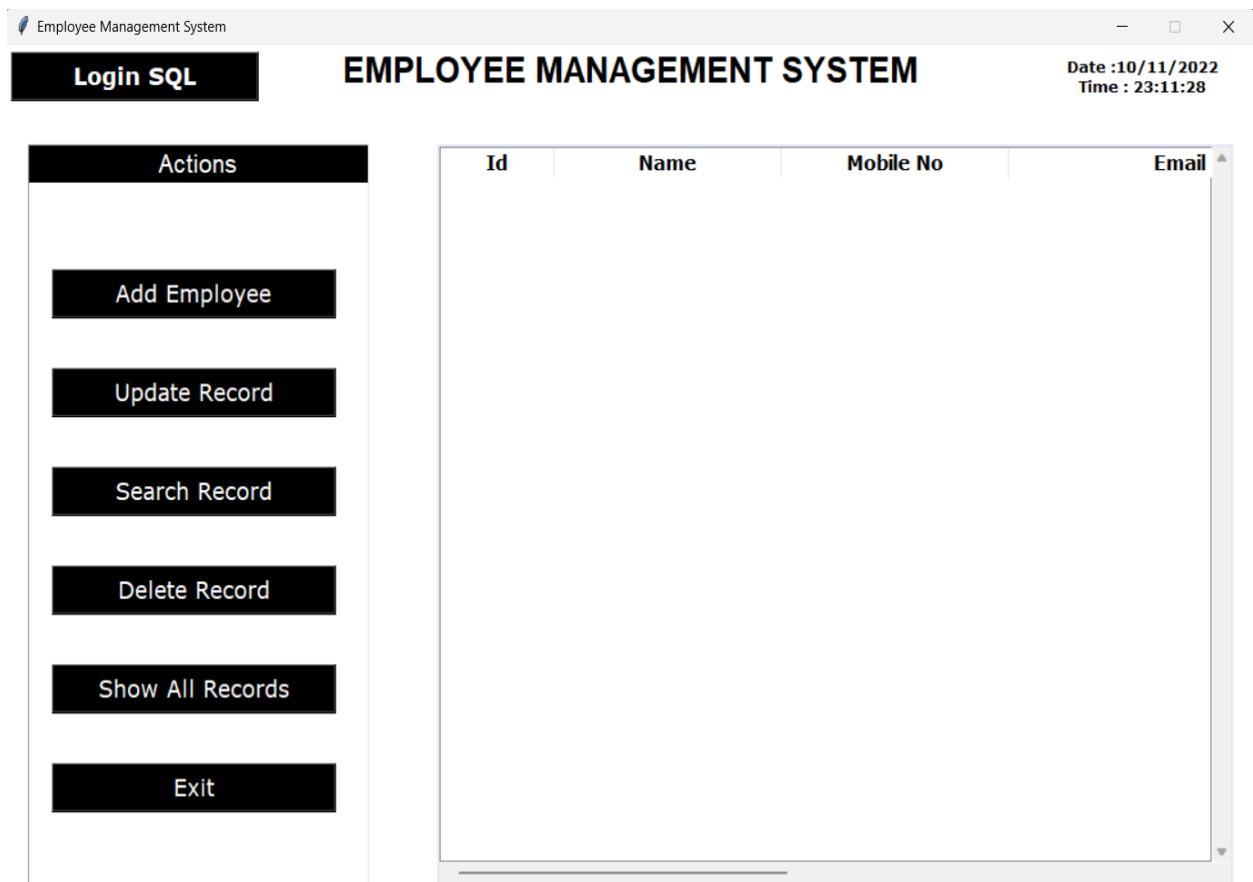 Employee Management System
Login SQL
EMPLOYEE MANAGEMENT SYSTEM
Date :10/11/2022
Time : 23:11:28
Actions
Id Name Mobile No Email
Add Employee
Update Record
Search Record
Delete Record
Show All Records
Exit